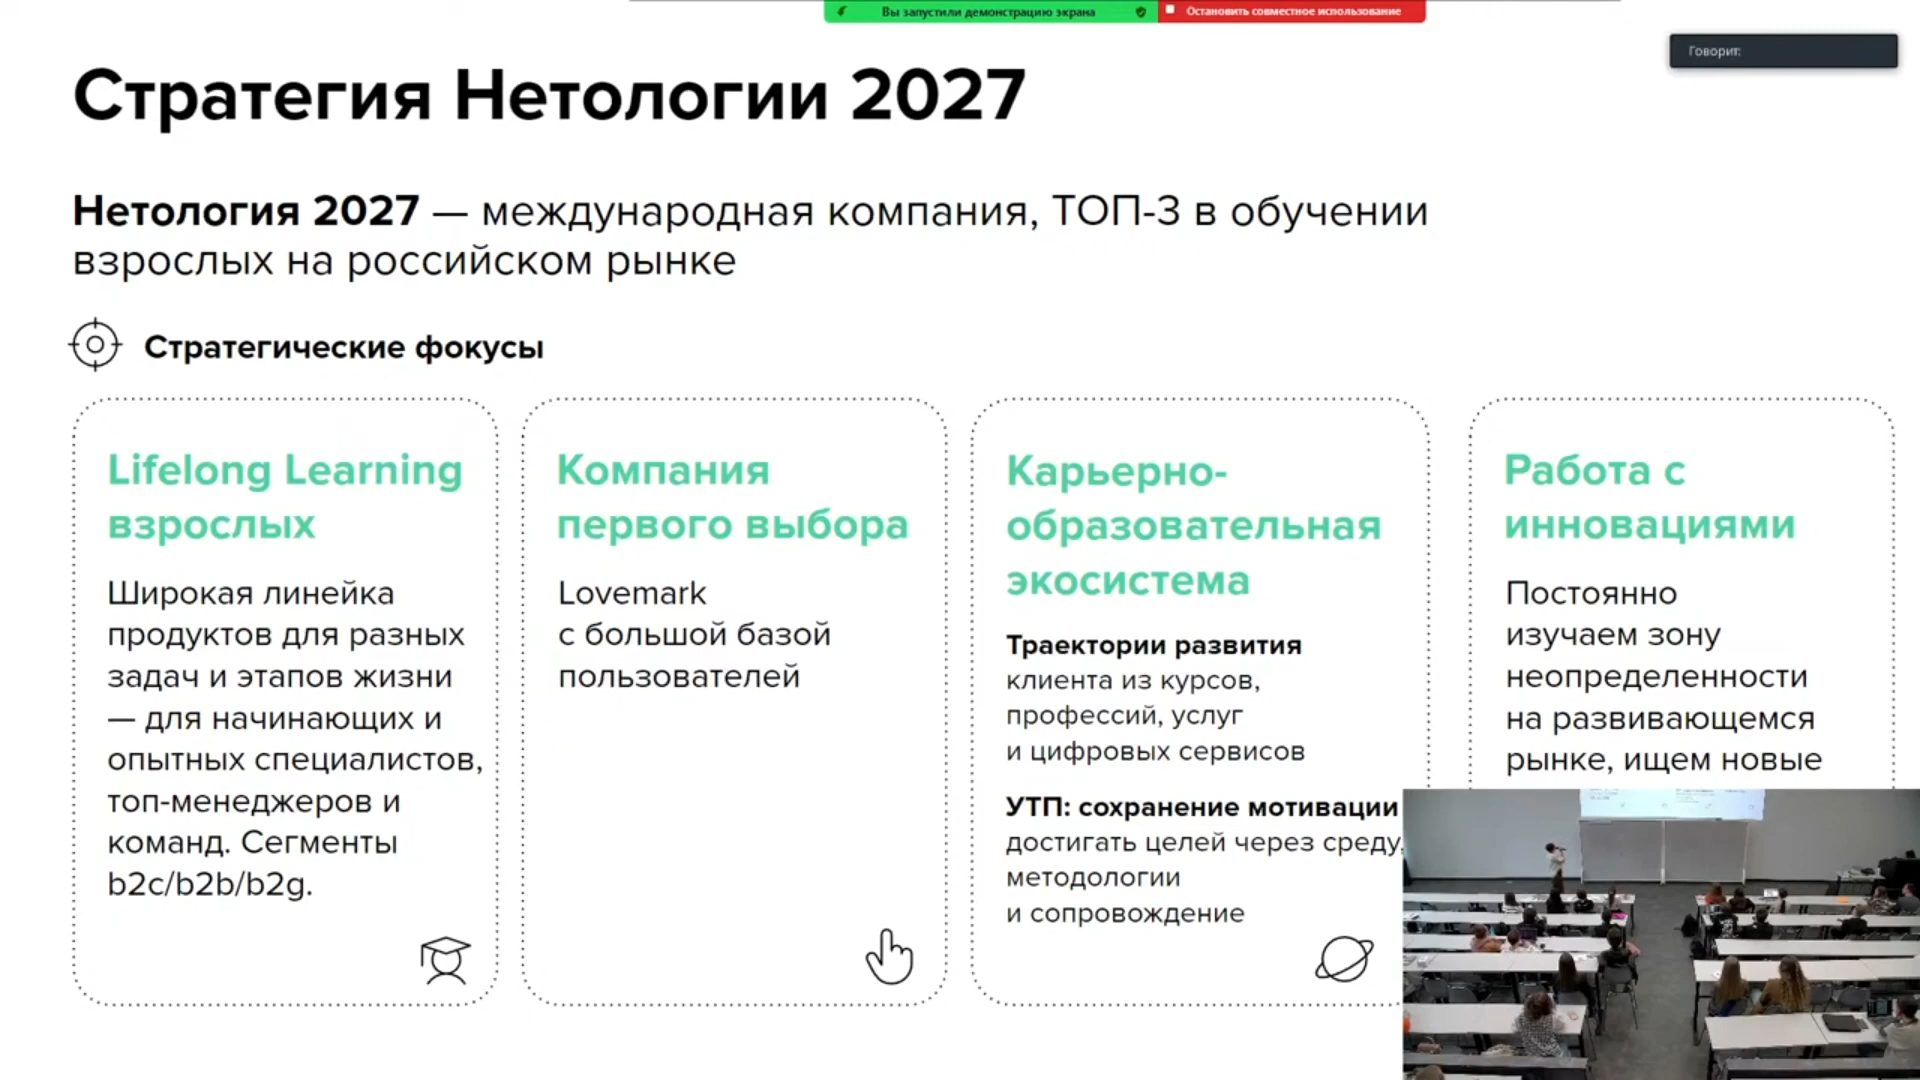 Вы запустили демонстрацию экрана
Остановить совместное использование
Говорит:
Стратегия Нетологии 2027
Нетология 2027 — международная компания, ТОП-3 в обучении
взрослых на российском рынке
Стратегические фокусы
Lifelong Learning
взрослых
Широкая линейка
продуктов для разных
задач и этапов жизни
— для начинающих и
опытных специалистов,
топ-менеджеров и
команд. Сегменты
b2c/b2b/b2g.
Компания
первого выбора
Lovemark
с большой базой
пользователей
Карьерно-
образовательная
экосистема
Траектории развития
клиента из курсов,
профессий, услуг
и цифровых сервисов
УТП: сохранение мотивации
достигать целей через среду,
методологии
и сопровождение
Работа с
инновациями
Постоянно
изучаем зону
неопределенности
на развивающемся
рынке, ищем новые